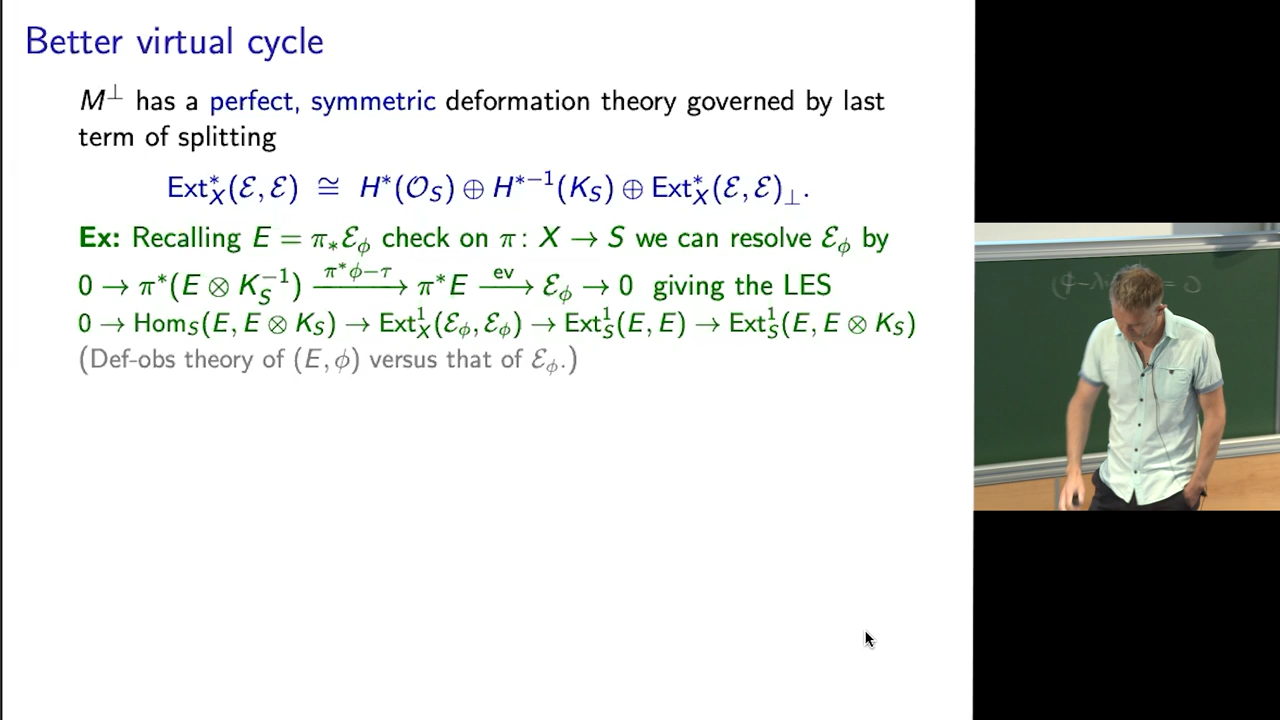 Better virtual cycle
M^⊥ has a perfect, symmetric deformation theory governed by last
term of splitting
Ext*_X(ℰ, ℰ) ≅ H*(𝒪_S) ⊕ H^{*−1}(K_S) ⊕ Ext*_X(ℰ, ℰ)_⊥.
Ex: Recalling E = π_*ℰ_ϕ check on π: X → S we can resolve ℰ_ϕ by
0 → π*(E ⊗ K_S^{−1}) —π*ϕ−τ→ π*E —ev→ ℰ_ϕ → 0 giving the LES
0 → Hom_S(E, E ⊗ K_S) → Ext^1_X(ℰ_ϕ, ℰ_ϕ) → Ext^1_S(E, E) → Ext^1_S(E, E ⊗ K_S)
(Def-obs theory of (E, ϕ) versus that of ℰ_ϕ.)